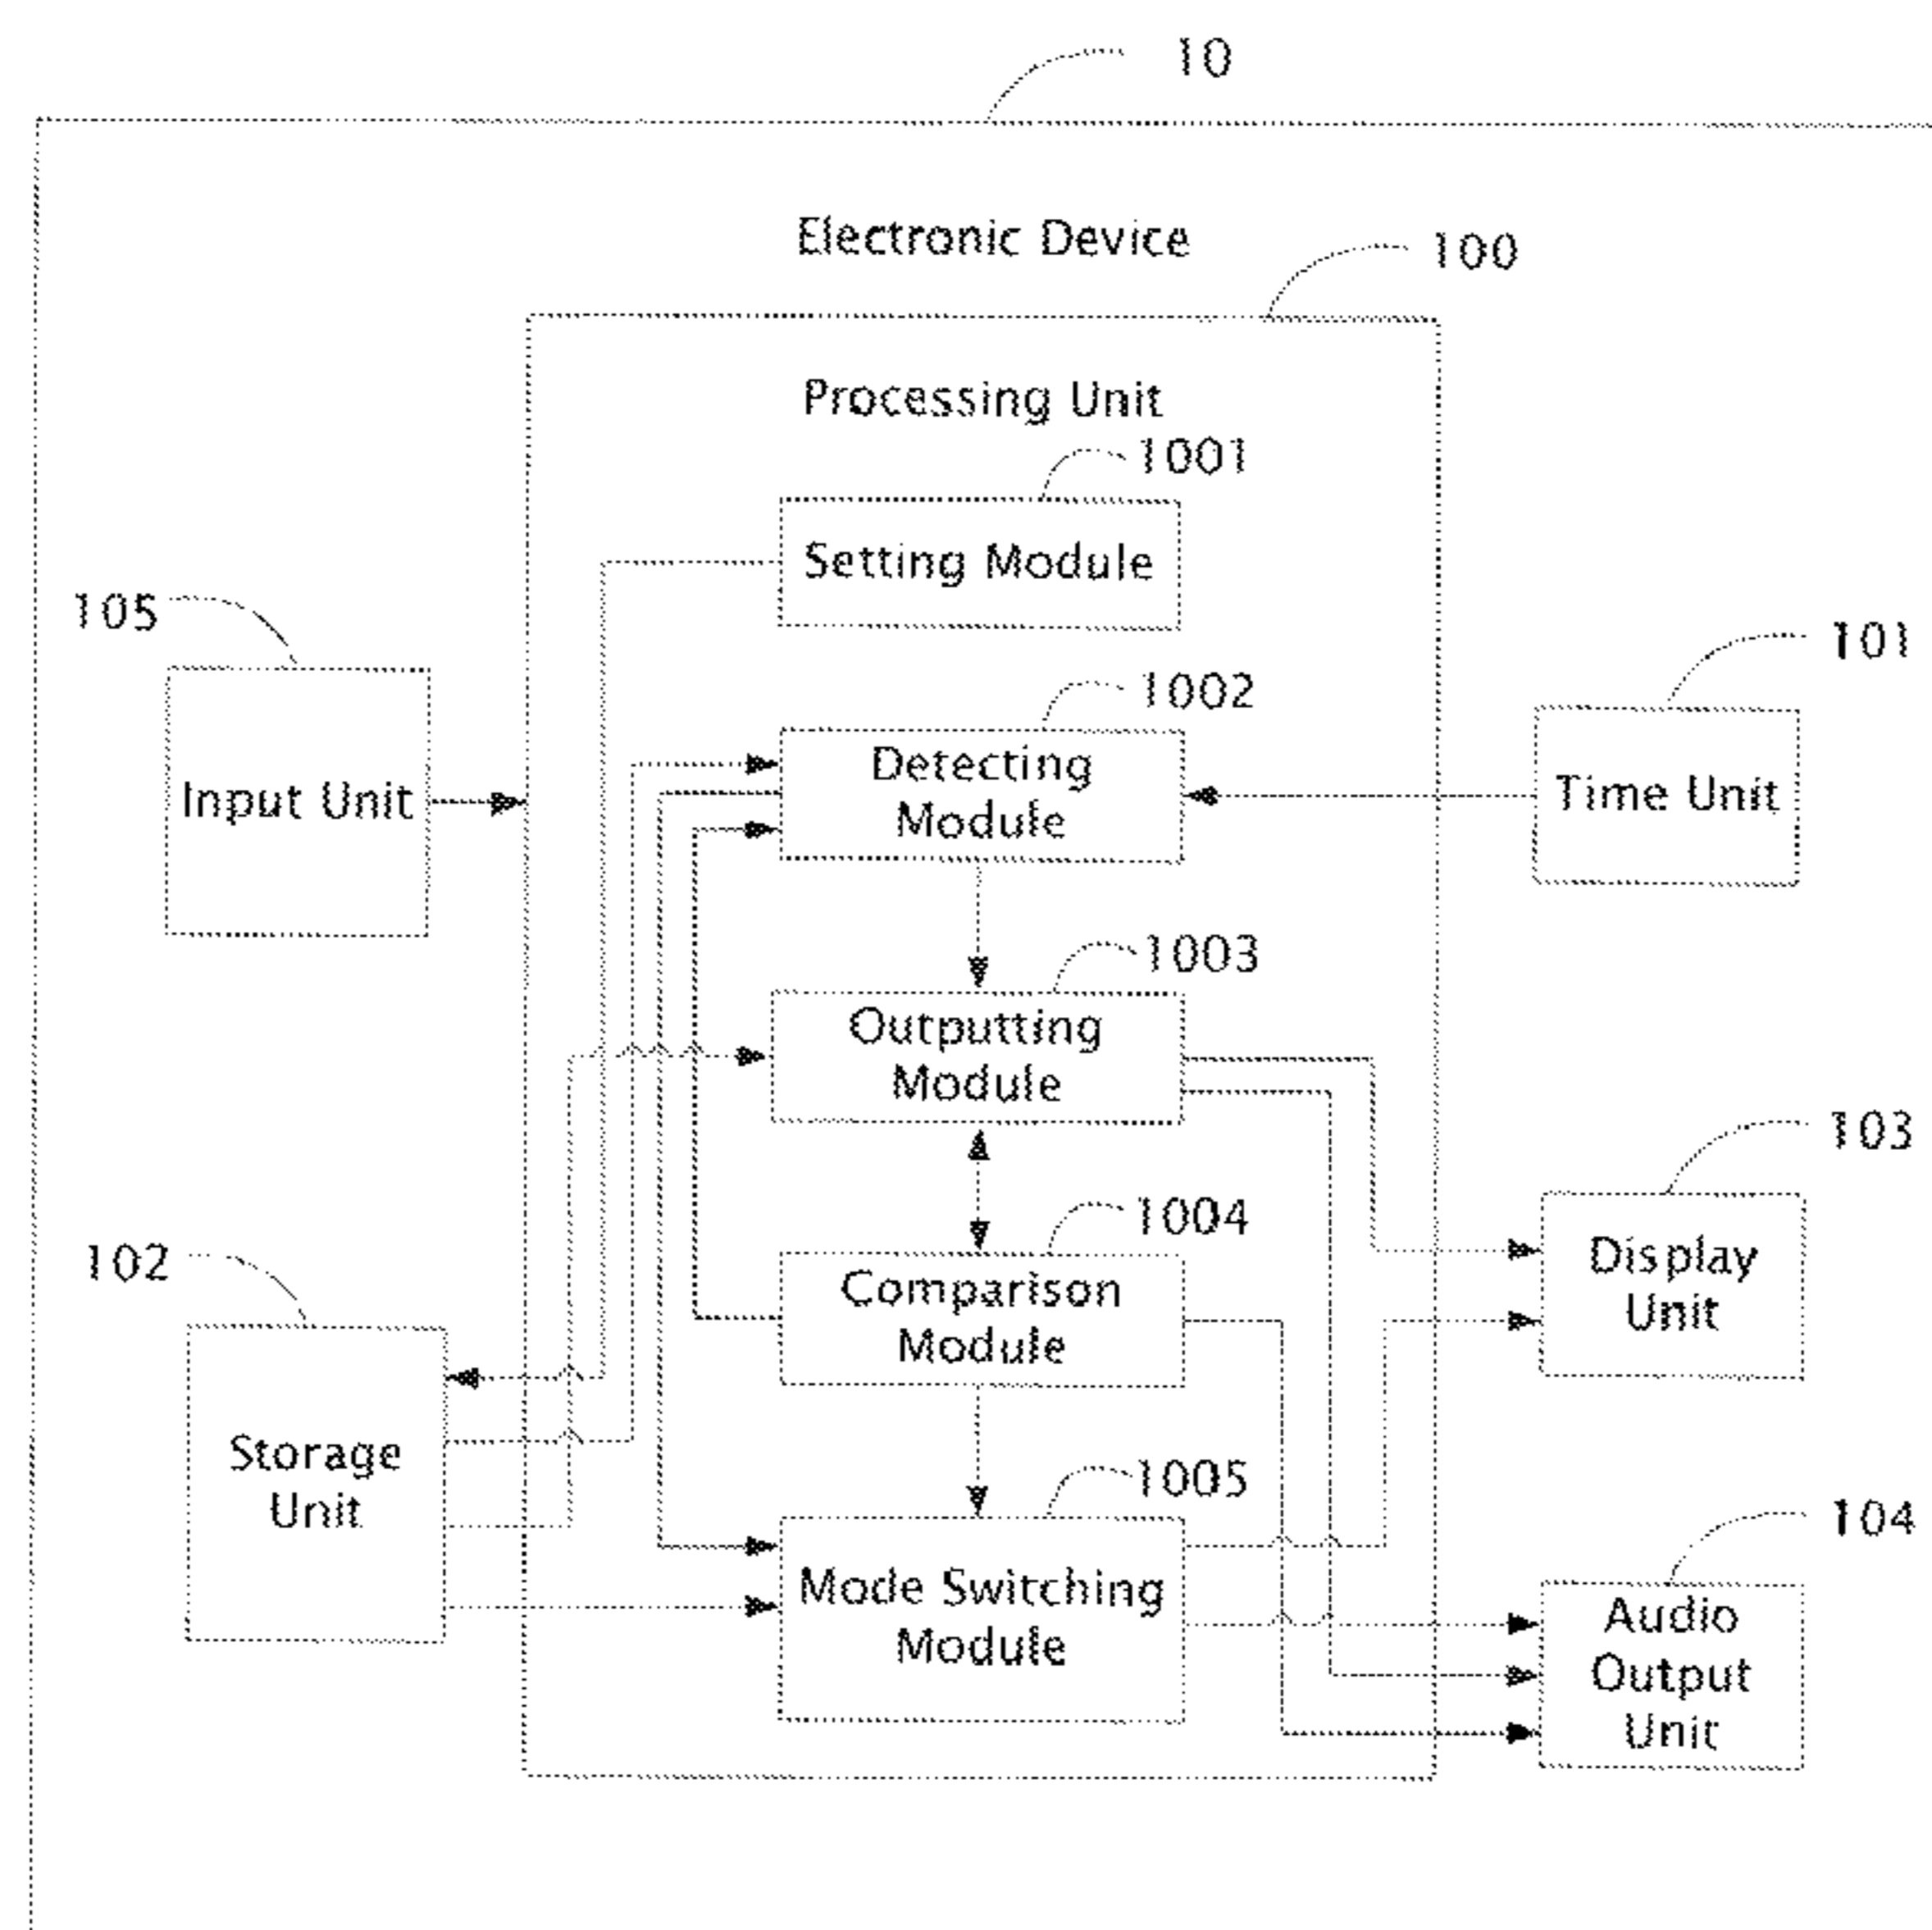 10
Electronic Device
100
Processing Unit
1001
Setting Module
105
101
1002
Detecting
Module
Input Unit
Time Unit
1003
Outputting
Module
103
1004
102
Display
Unit
Comparison
Module
Storage
Unit
1005
104
Mode Switching
Module
Audio
Output
Unit